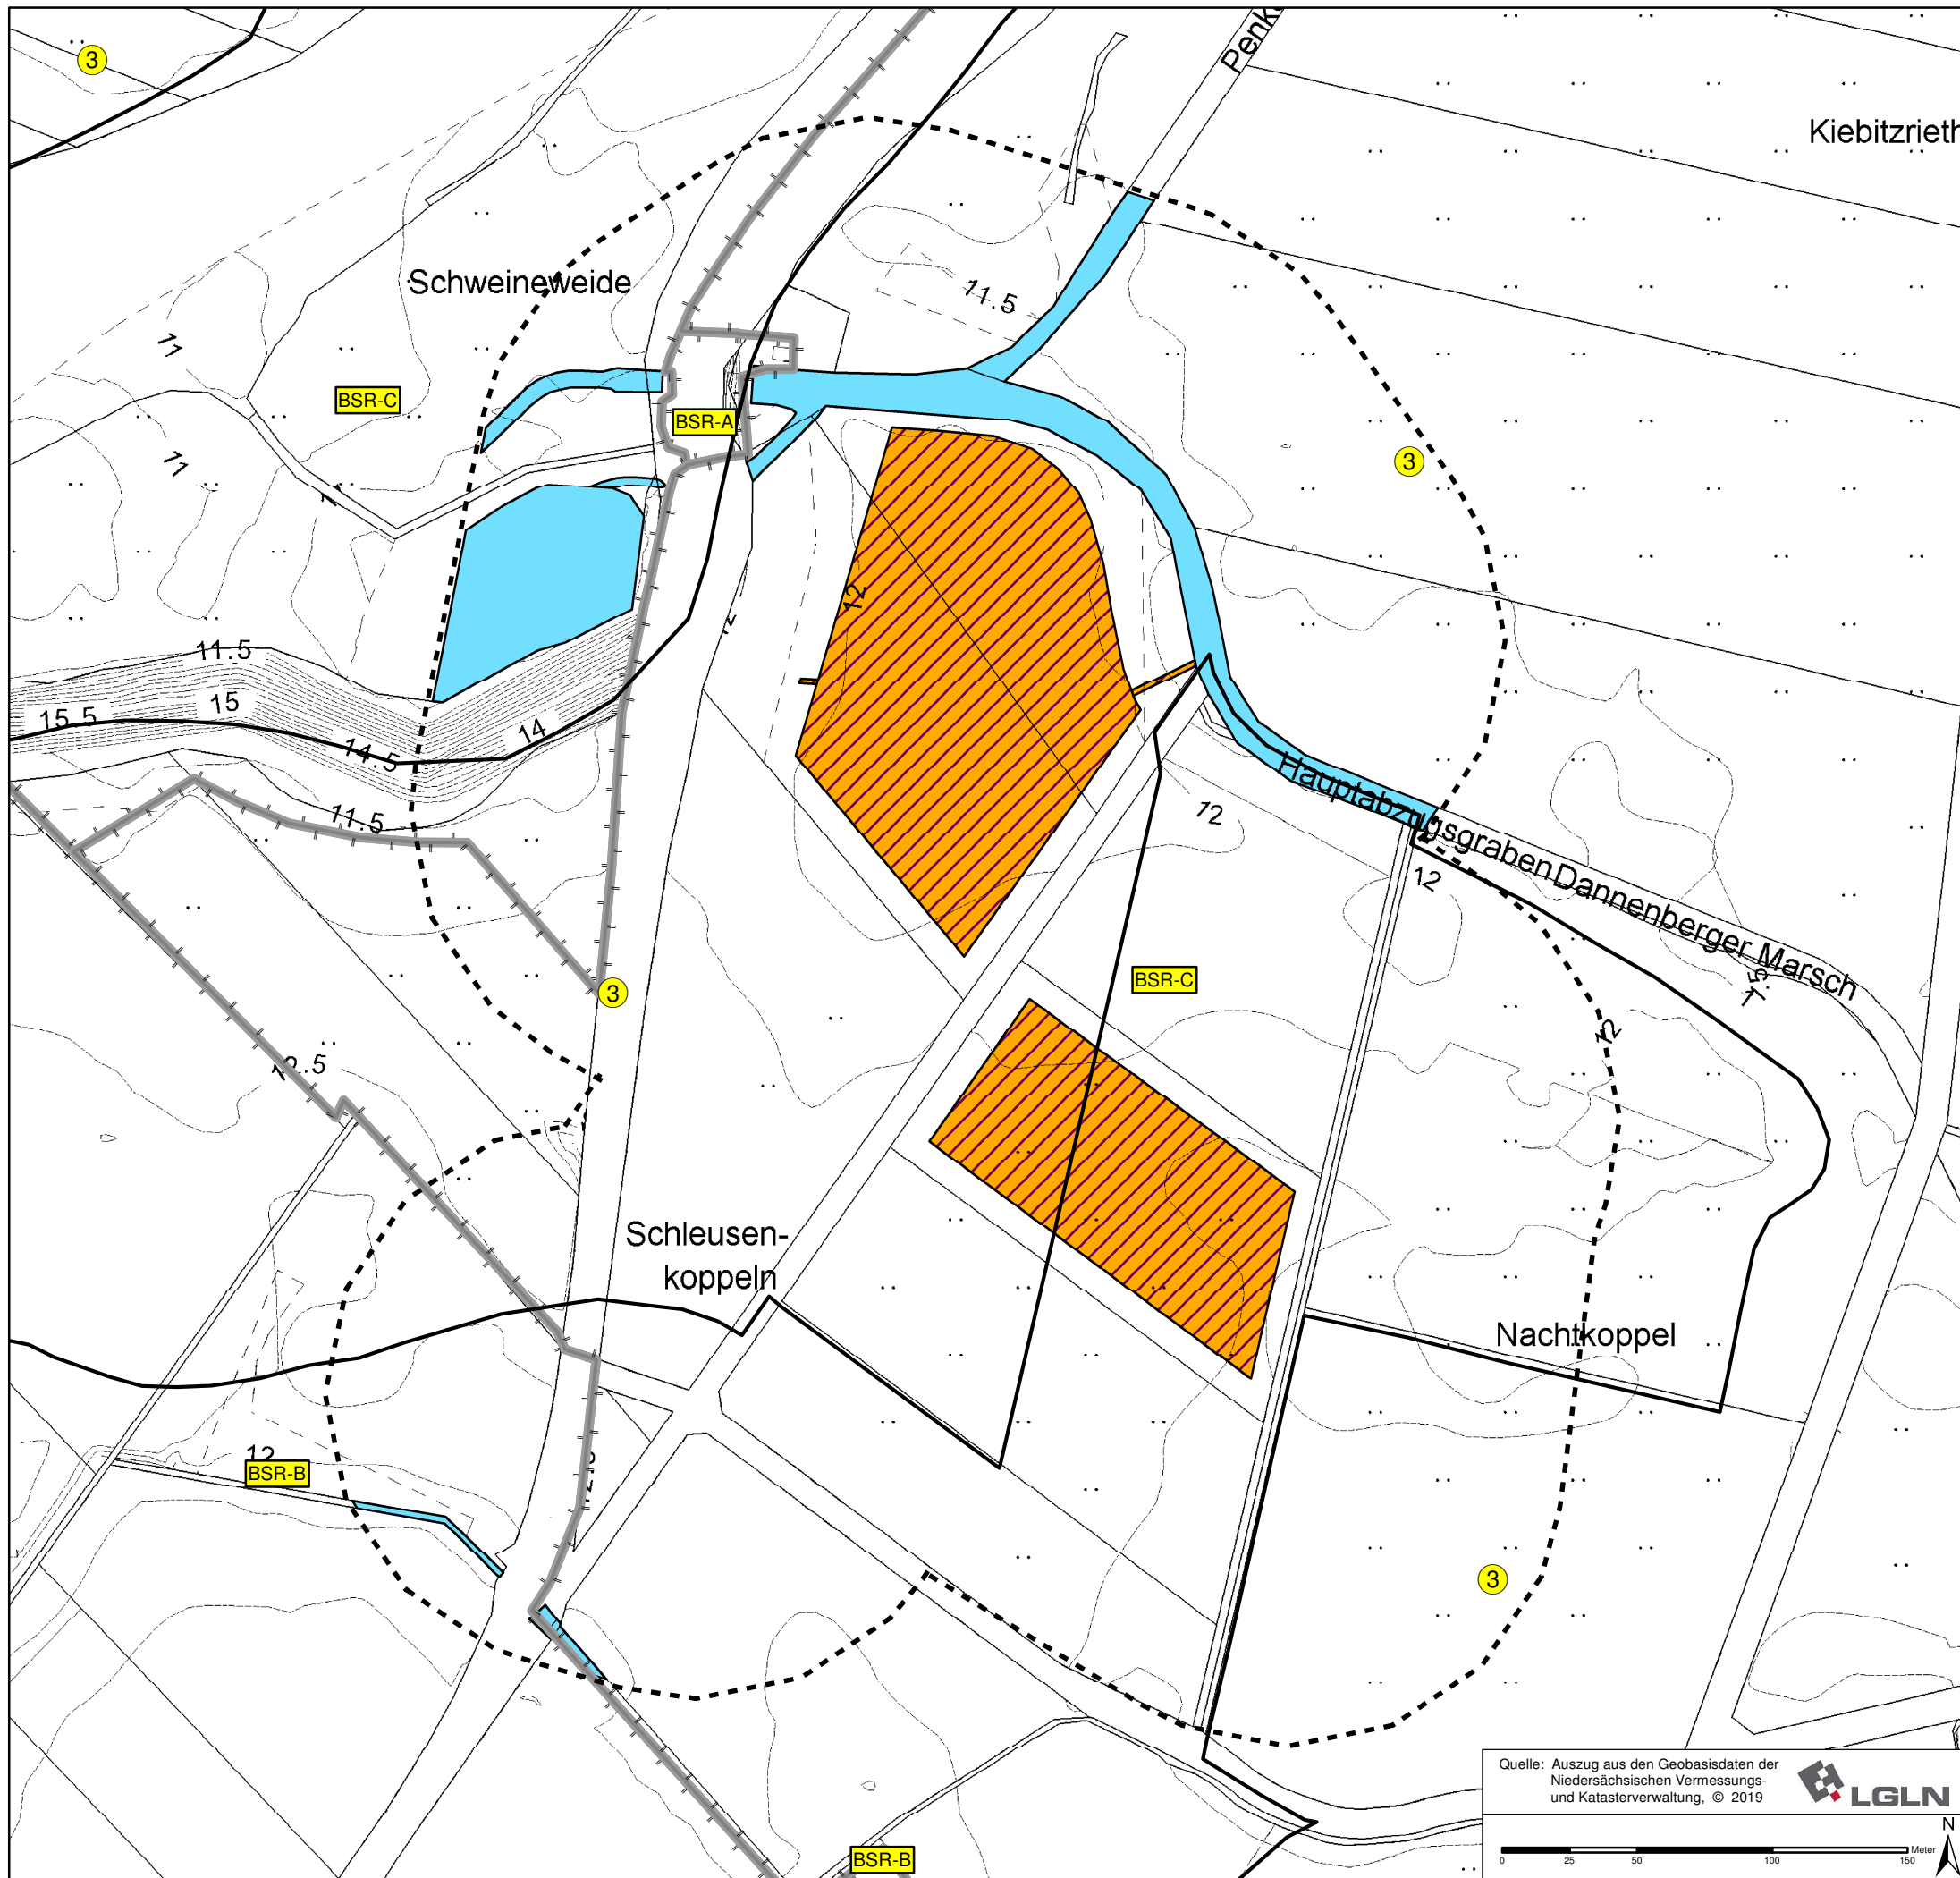 3
Kiebitzrieth
Schweineweide
11.5
11
BSR-C
BSR-A
11
3
12
11.5
15
15.5
14
14.5
11.5
12
Hauptabzugsgraben Dannenberger Marsch
12
BSR-C
3
12
12.5
Schleusen-
koppeln
Nachtkoppel
12
BSR-B
3
BSR-B
Quelle: Auszug aus den Geobasisdaten der
Niedersächsischen Vermessungs-
und Katasterverwaltung, © 2019
LGLN
N
Meter
0 25 50 100 150